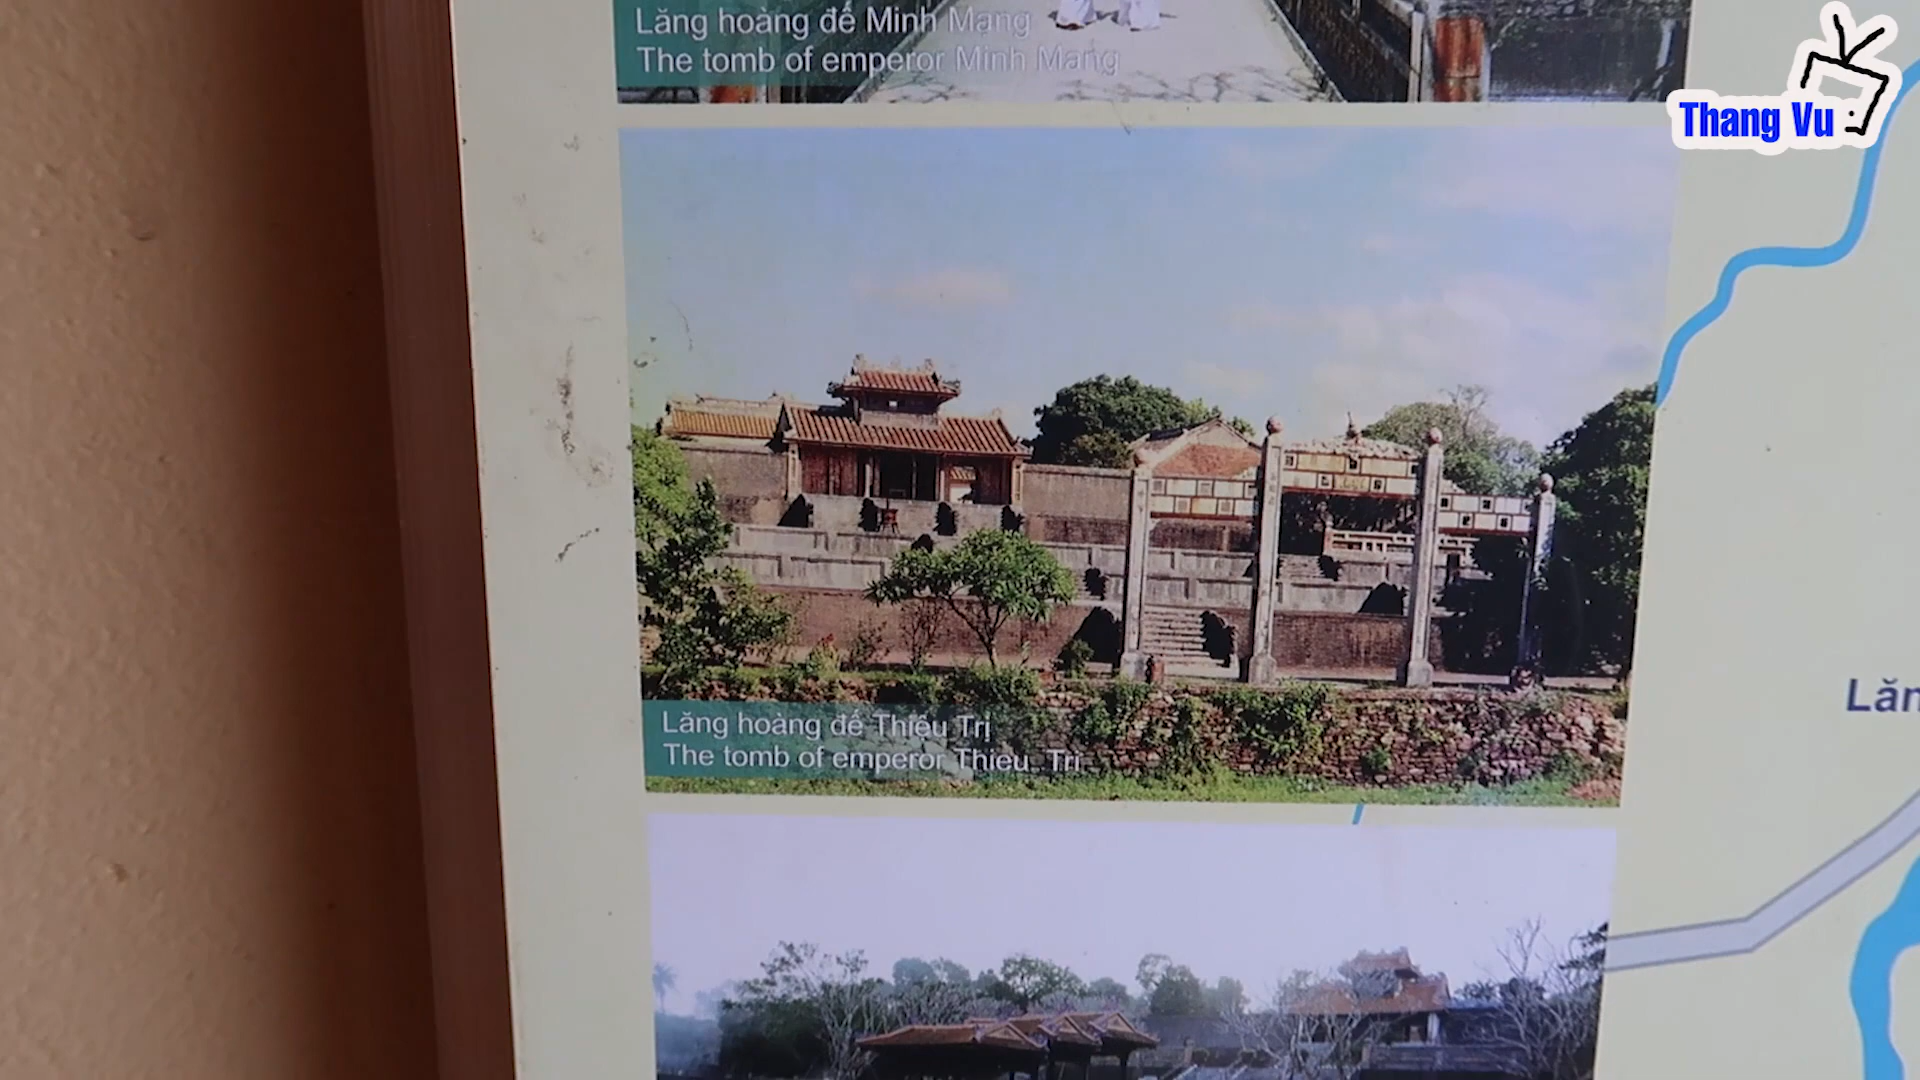 Lăng hoàng đế Minh Mạng
The tomb of emperor Minh Mang
Thang Vu
Lăng hoàng đế Thiệu Trị
The tomb of emperor Thieu Tri
Lăn